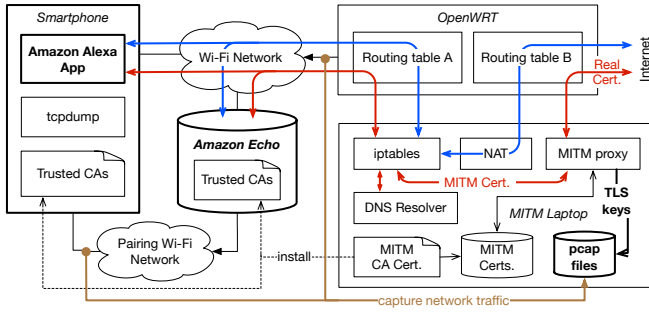 Smartphone
OpenWRT
Amazon Alexa
App
Wi-Fi Network
Routing table A
Routing table B
Internet
Real
Cert.
tcpdump
Amazon Echo
Trusted CAs
Trusted CAs
iptables
NAT
MITM proxy
MITM Cert.
TLS
keys
DNS Resolver
MITM Laptop
Pairing Wi-Fi
Network
install
MITM
CA Cert.
MITM
Certs.
pcap
files
capture network traffic